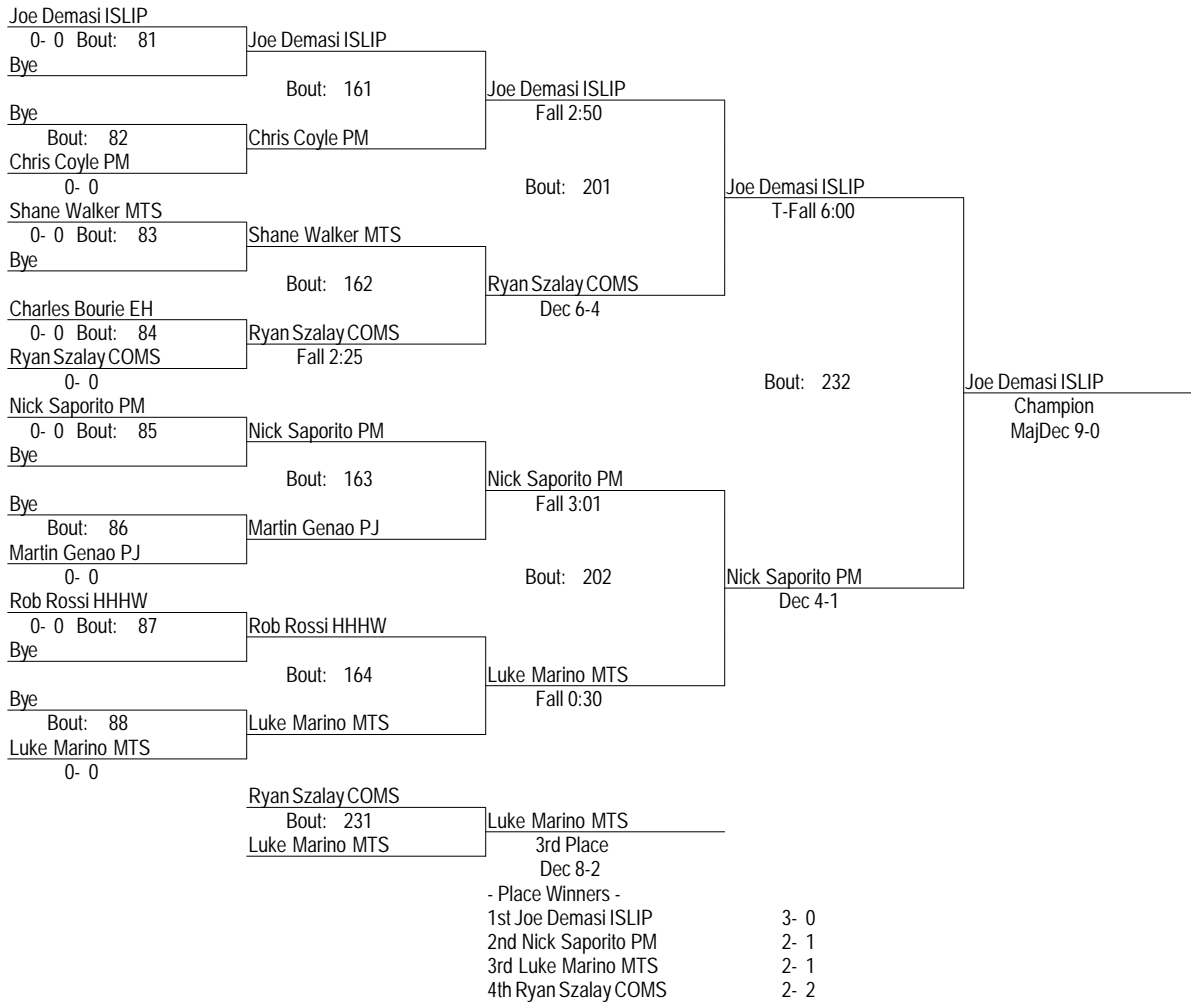 Joe Demasi ISLIP
0- 0 Bout: 81
Joe Demasi ISLIP
Bye
Bout: 161
Joe Demasi ISLIP
Bye
Fall 2:50
Bout: 82
Chris Coyle PM
Chris Coyle PM
0- 0
Bout: 201
Joe Demasi ISLIP
Shane Walker MTS
T-Fall 6:00
0- 0 Bout: 83
Shane Walker MTS
Bye
Bout: 162
Ryan Szalay COMS
Charles Bourie EH
Dec 6-4
0- 0 Bout: 84
Ryan Szalay COMS
Ryan Szalay COMS
Fall 2:25
0- 0
Bout: 232
Joe Demasi ISLIP
Nick Saporito PM
Champion
0- 0 Bout: 85
Nick Saporito PM
MajDec 9-0
Bye
Bout: 163
Nick Saporito PM
Bye
Fall 3:01
Bout: 86
Martin Genao PJ
Martin Genao PJ
0- 0
Bout: 202
Nick Saporito PM
Rob Rossi HHHW
Dec 4-1
0- 0 Bout: 87
Rob Rossi HHHW
Bye
Bout: 164
Luke Marino MTS
Bye
Fall 0:30
Bout: 88
Luke Marino MTS
Luke Marino MTS
0- 0
Ryan Szalay COMS
Bout: 231
Luke Marino MTS
Luke Marino MTS
3rd Place
Dec 8-2
- Place Winners -
1st Joe Demasi ISLIP 3- 0
2nd Nick Saporito PM 2- 1
3rd Luke Marino MTS 2- 1
4th Ryan Szalay COMS 2- 2